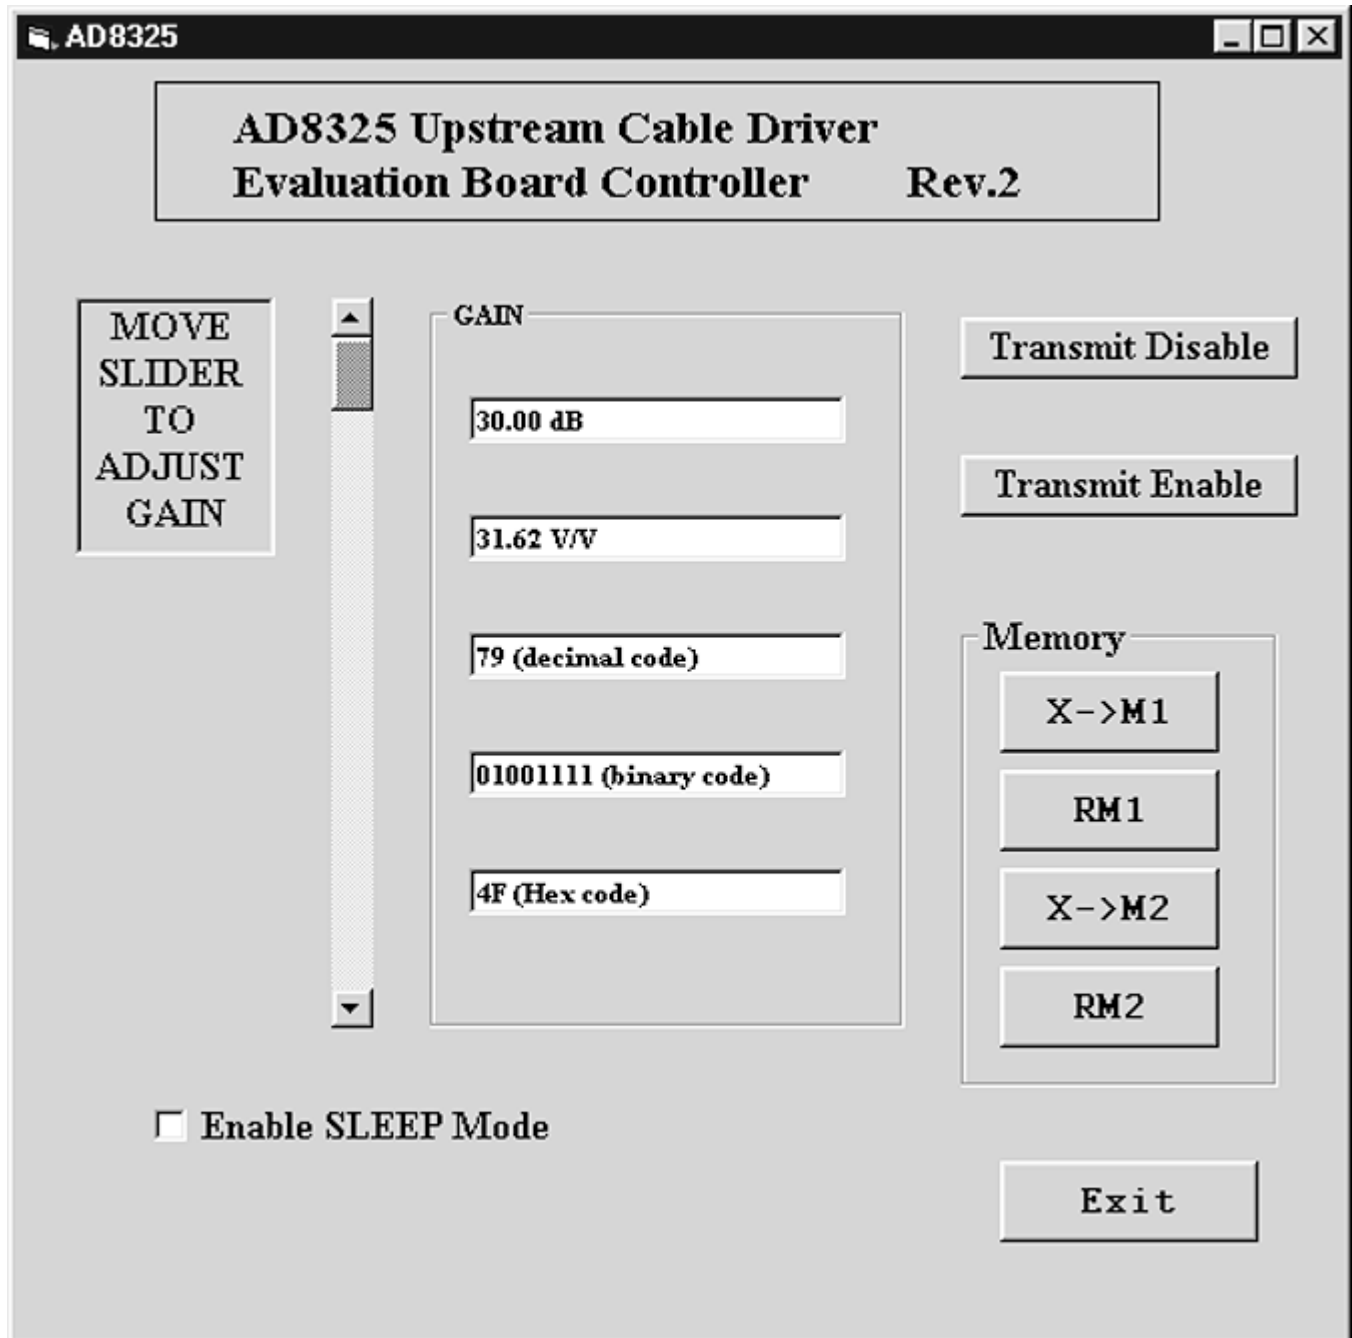 AD8325
AD8325 Upstream Cable Driver
Evaluation Board Controller Rev.2
MOVE
SLIDER
TO
ADJUST
GAIN
GAIN
30.00 dB
31.62 V/V
79 (decimal code)
01001111 (binary code)
4F (Hex code)
Transmit Disable
Transmit Enable
Memory
X->M1
RM1
X->M2
RM2
Enable SLEEP Mode
Exit